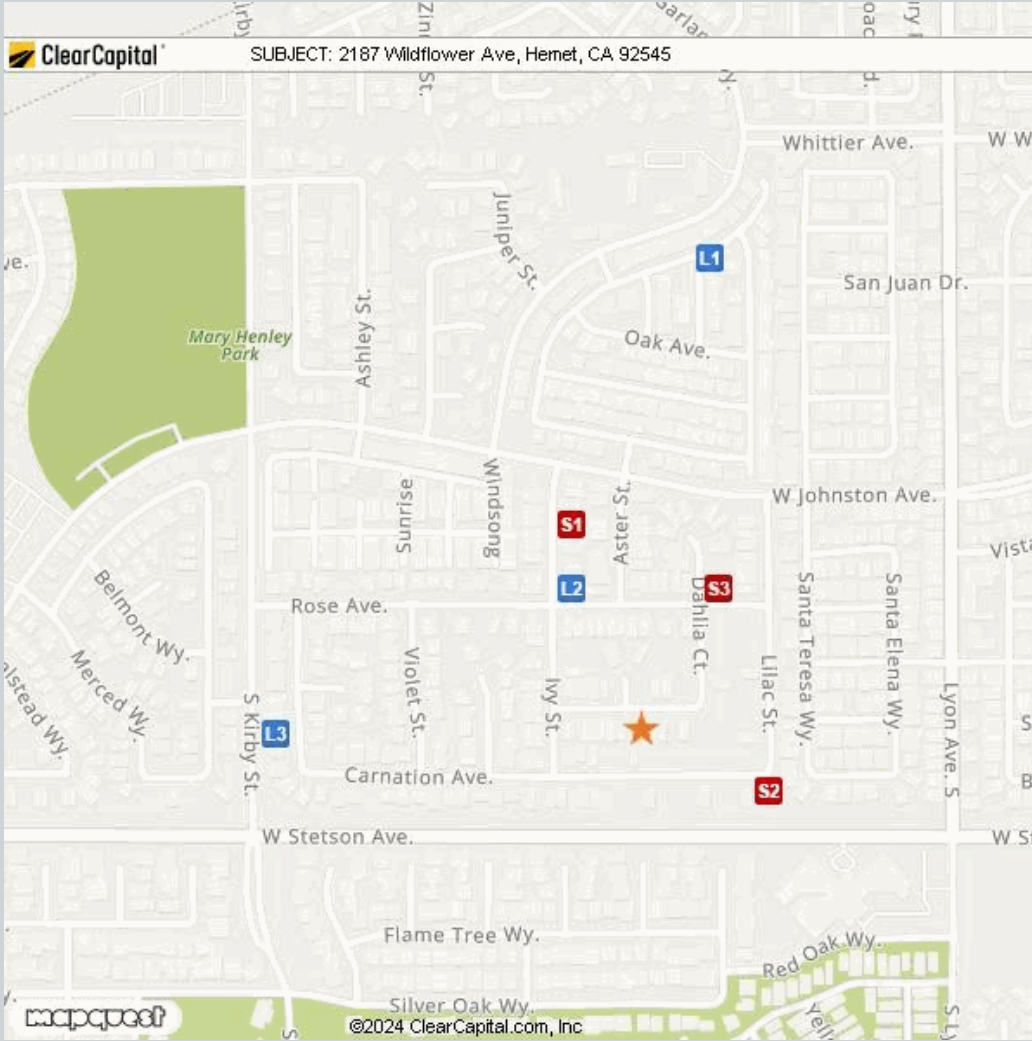 ClearCapital
SUBJECT: 2187 Wildflower Ave, Hemet, CA 92545
Whittier Ave.
W W
Juniper St.
L1
San Juan Dr.
Mary Henley
Park
Ashley St.
Oak Ave.
W Johnston Ave.
Sunrise
Windsong
S1
Aster St.
Vista
L2
S3
Belmont Wy.
Rose Ave.
Dahlia Ct.
Santa Teresa Wy.
Santa Elena Wy.
Merced Wy.
Violet St.
Ivy St.
Lilac St.
S Kirby St.
L3
Lyon Ave. S
Carnation Ave.
S2
W Stetson Ave.
W St
Flame Tree Wy.
Red Oak Wy.
Silver Oak Wy.
mapquest
©2024 ClearCapital.com, Inc